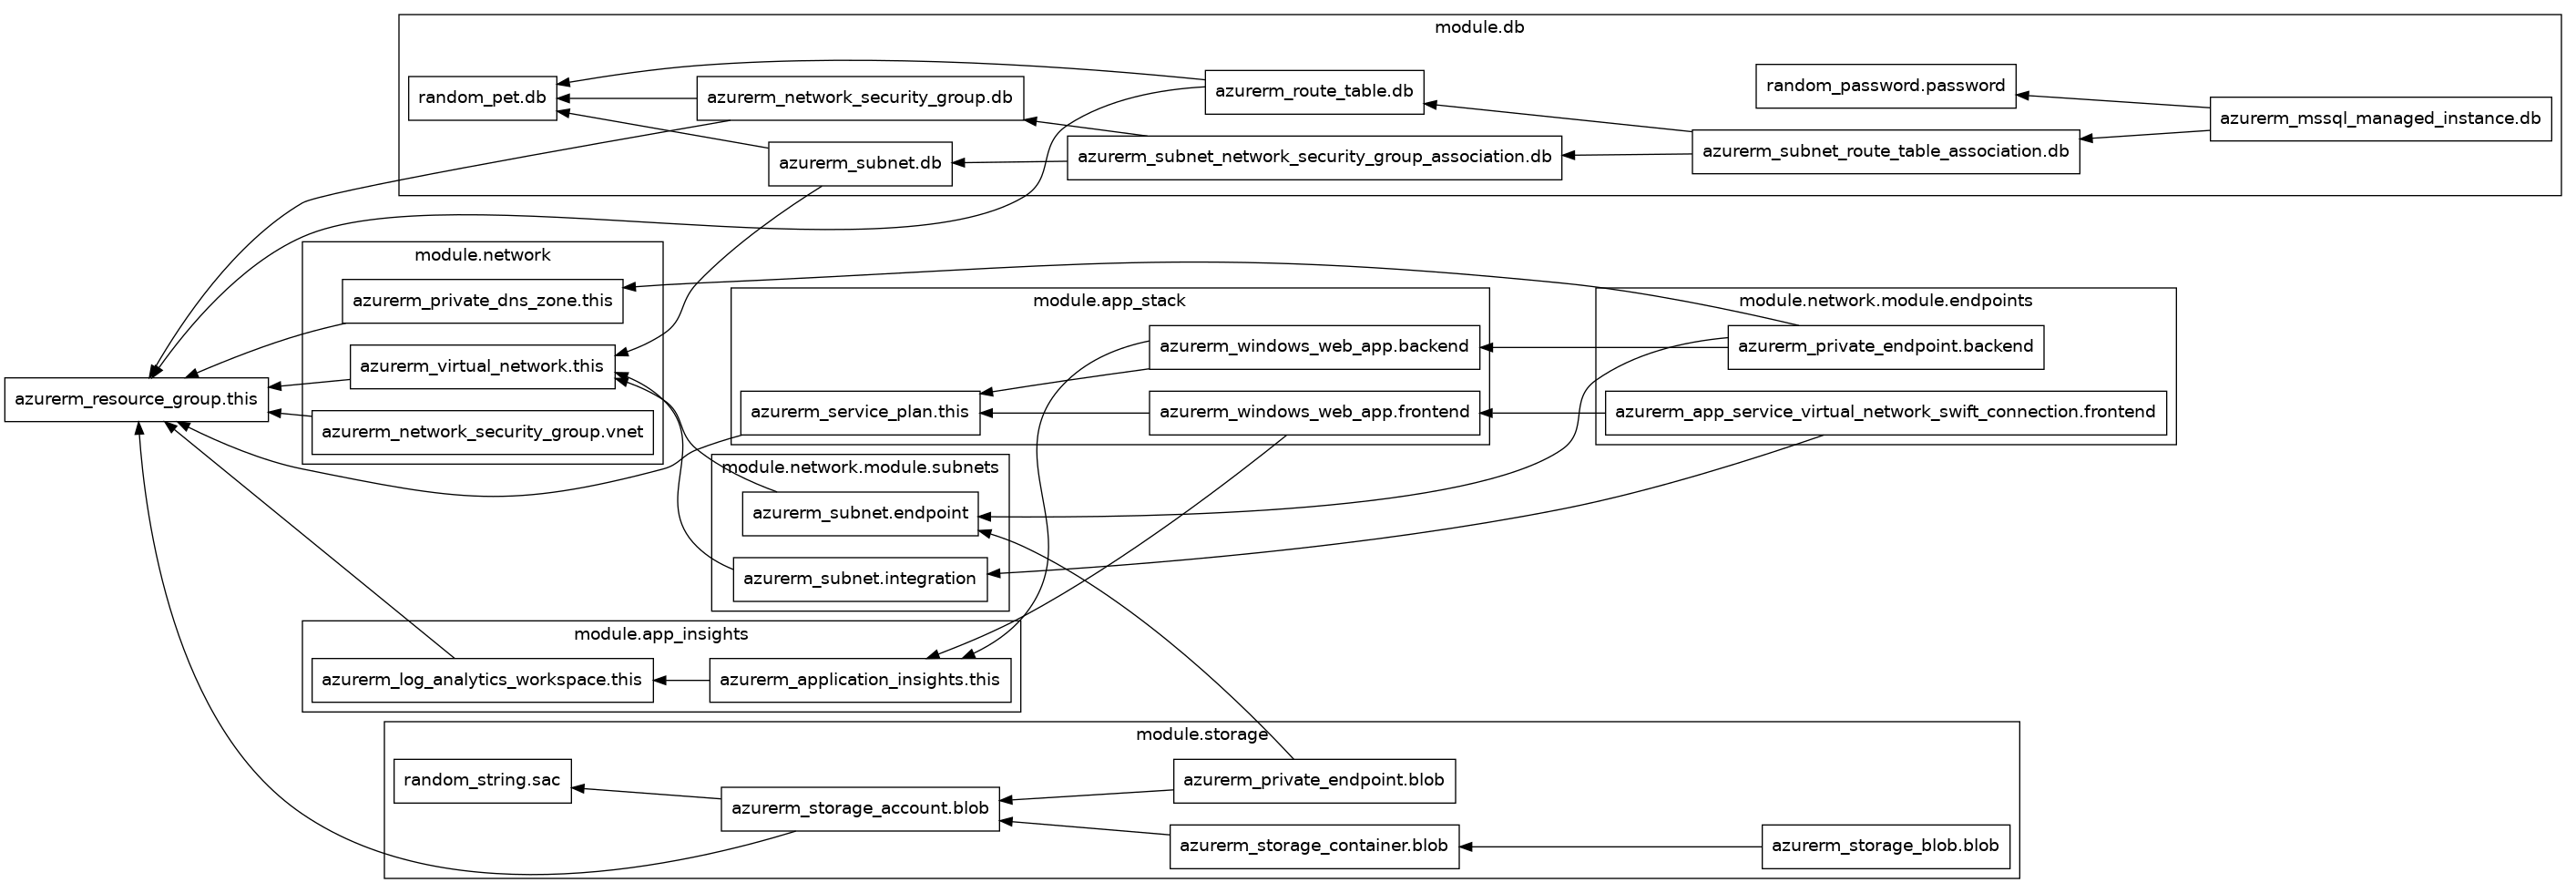 module.db
random_pet.db
azurerm_network_security_group.db
azurerm_route_table.db
random_password.password
azurerm_mssql_managed_instance.db
azurerm_subnet.db
azurerm_subnet_network_security_group_association.db
azurerm_subnet_route_table_association.db
module.network
azurerm_private_dns_zone.this
azurerm_virtual_network.this
azurerm_network_security_group.vnet
azurerm_resource_group.this
module.app_stack
azurerm_windows_web_app.backend
azurerm_service_plan.this
azurerm_windows_web_app.frontend
module.network.module.endpoints
azurerm_private_endpoint.backend
azurerm_app_service_virtual_network_swift_connection.frontend
module.network.module.subnets
azurerm_subnet.endpoint
azurerm_subnet.integration
module.app_insights
azurerm_log_analytics_workspace.this
azurerm_application_insights.this
module.storage
random_string.sac
azurerm_storage_account.blob
azurerm_private_endpoint.blob
azurerm_storage_container.blob
azurerm_storage_blob.blob